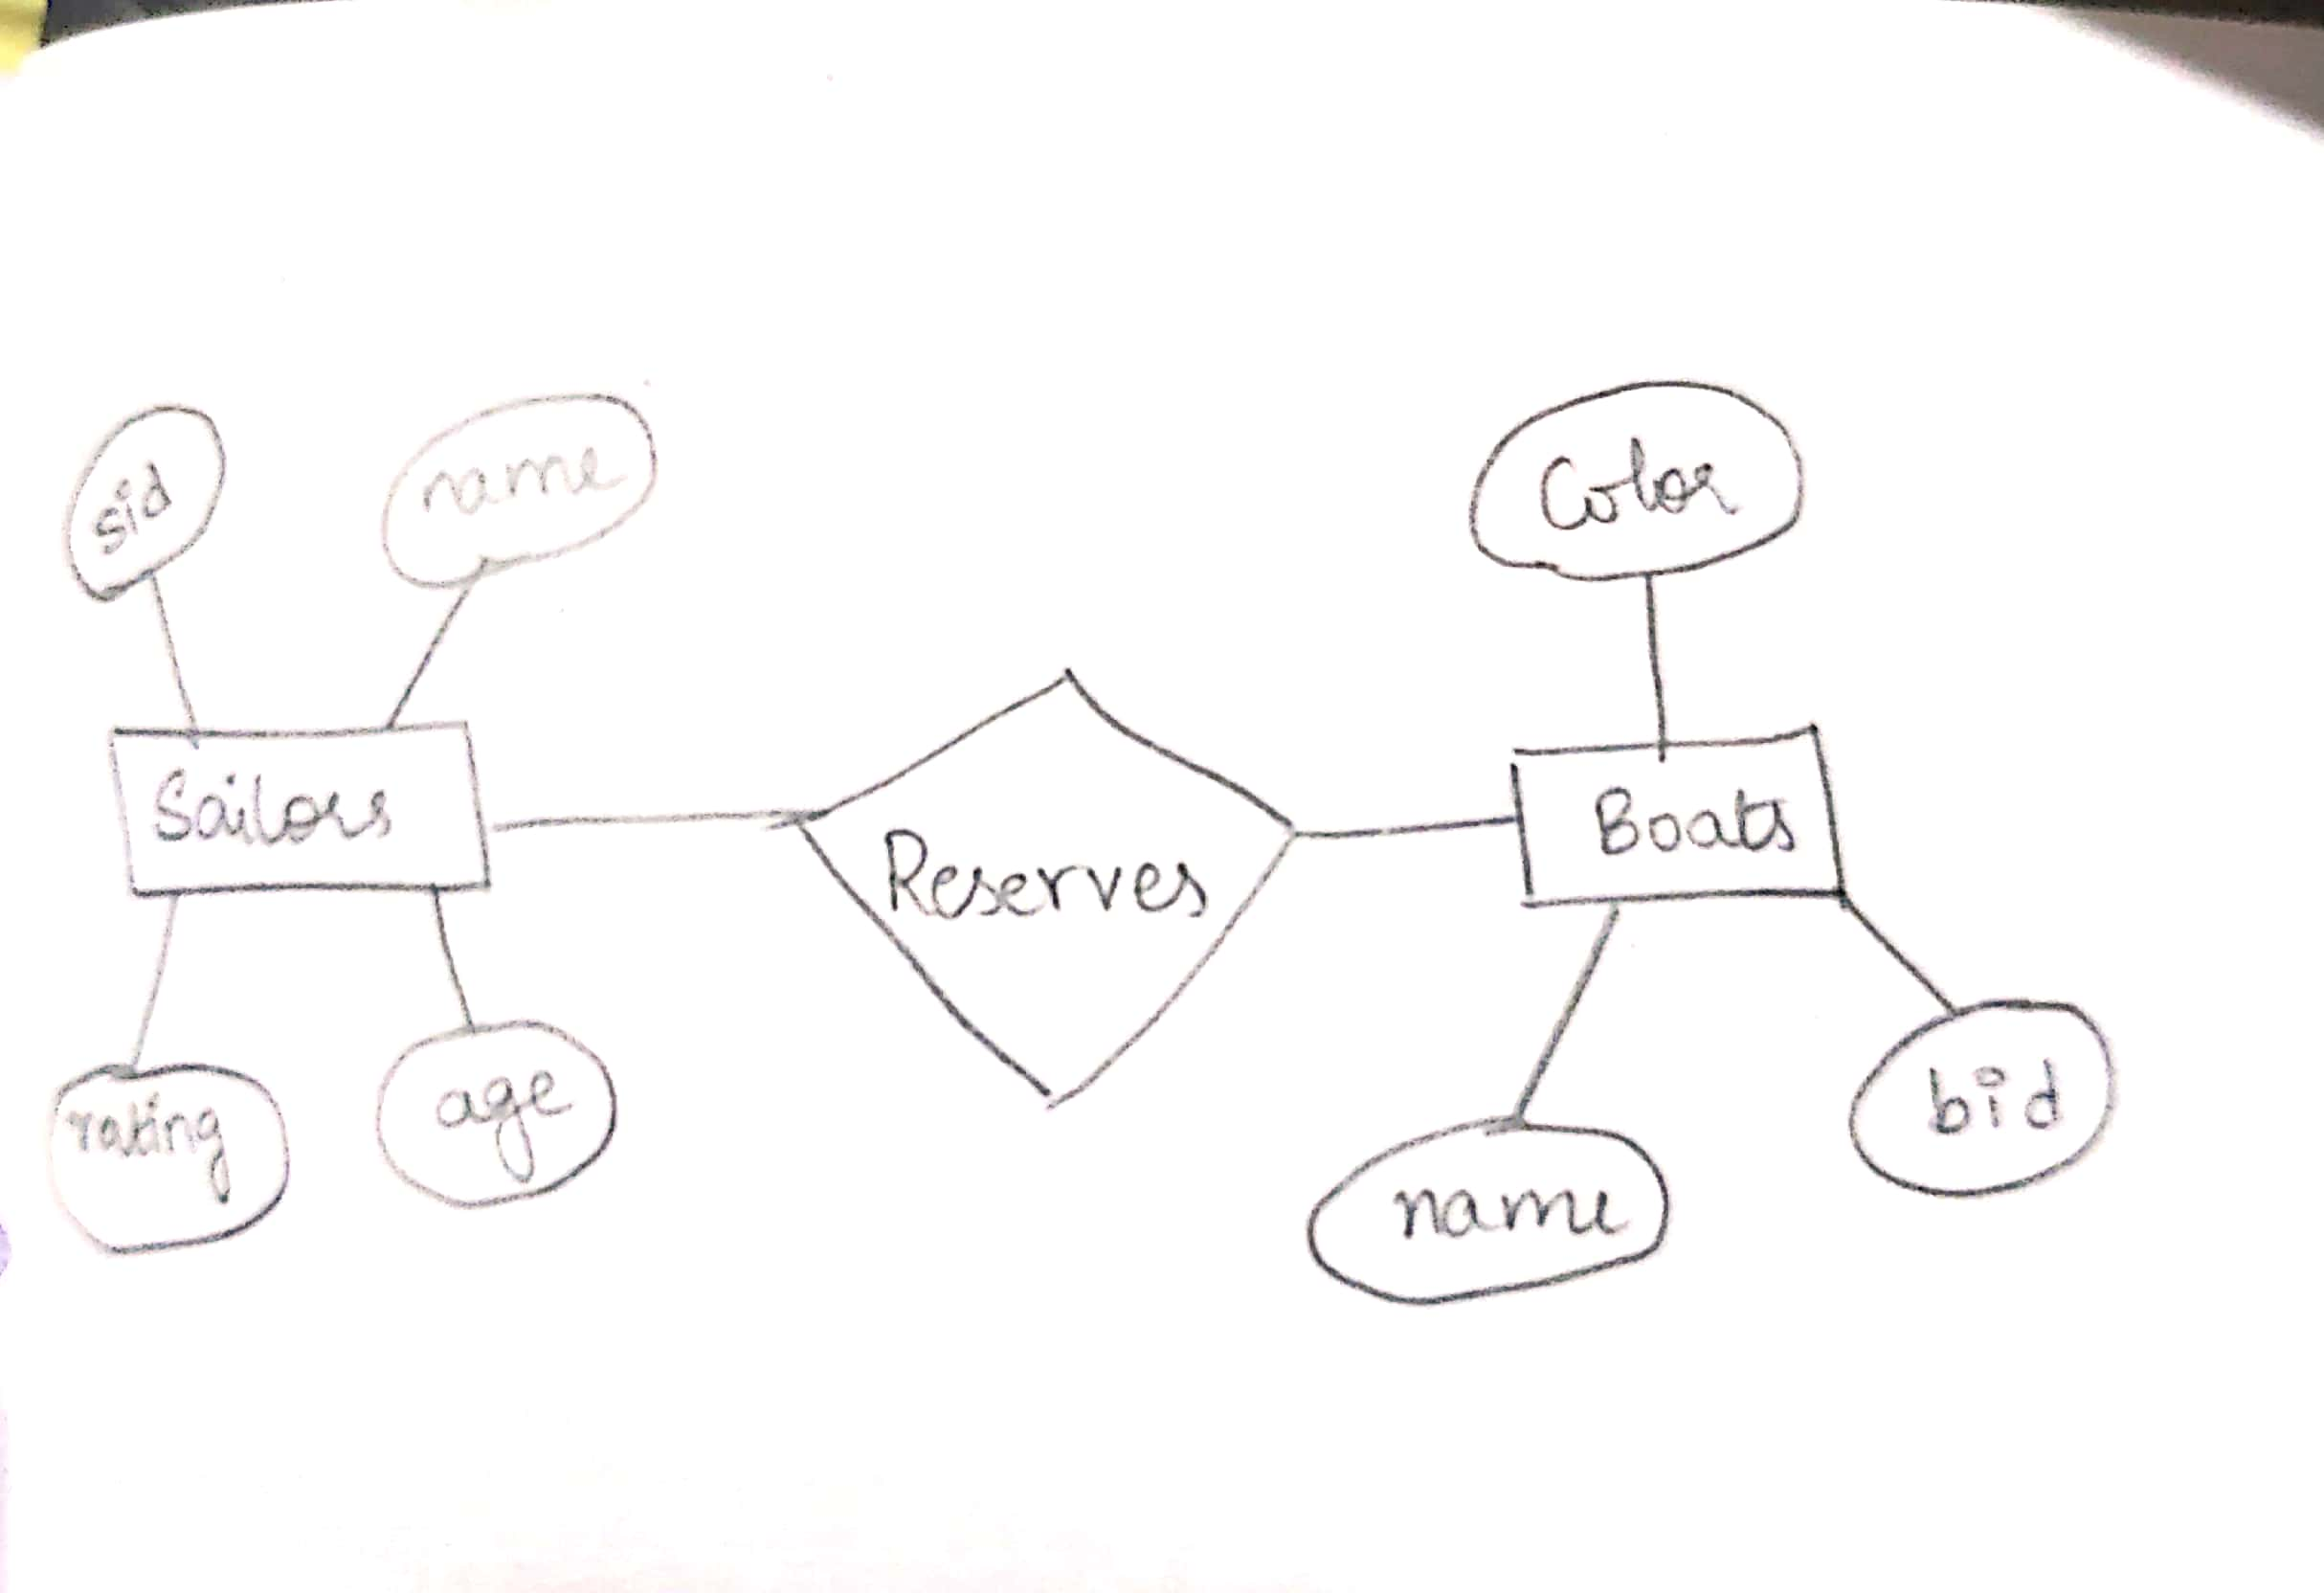 sid
name
Color
Sailors
Reserves
Boats
rating
age
name
bid